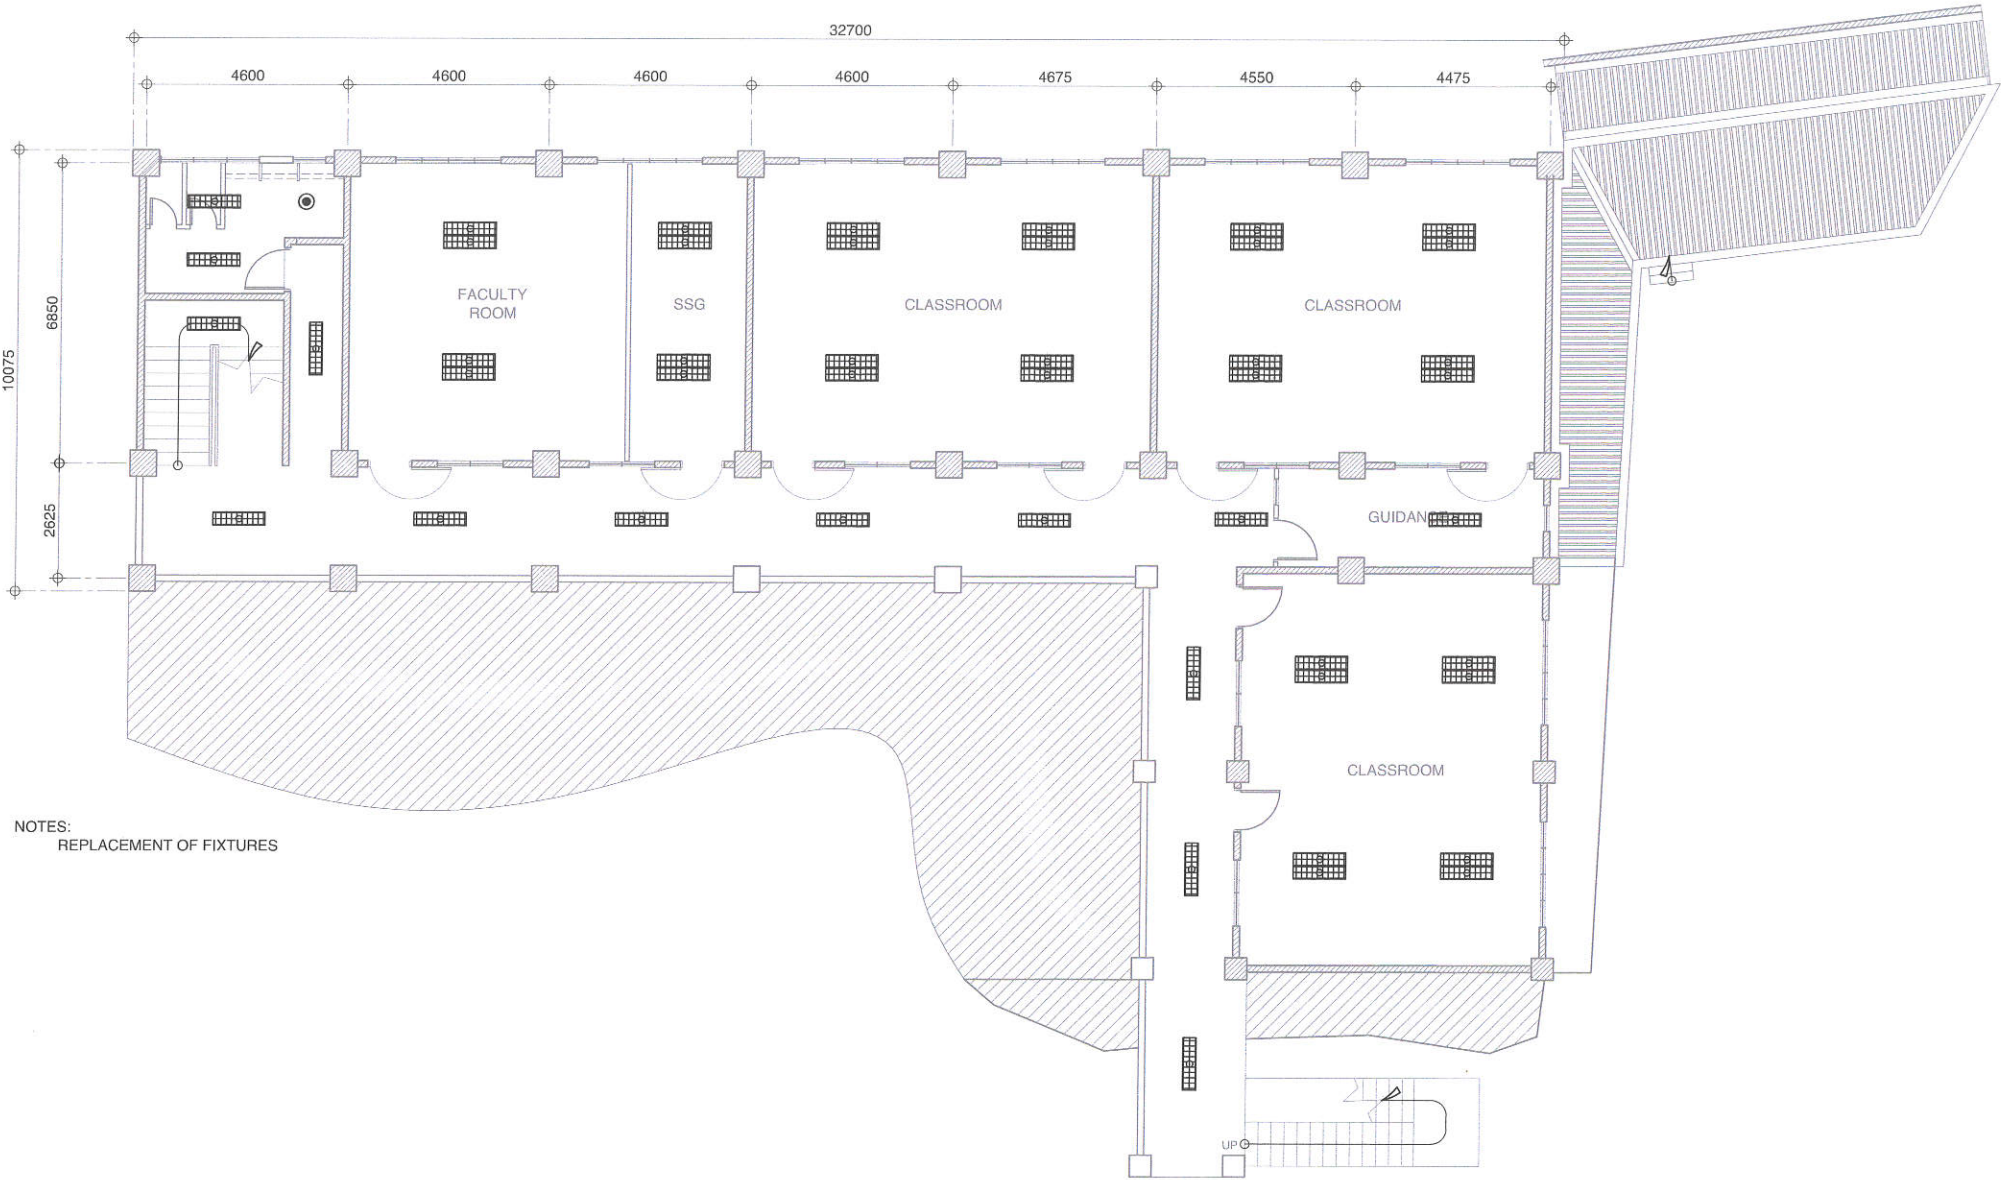 32700
4600
4600
4600
4600
4675
4550
4475
10075
6850
2625
FACULTY
ROOM
SSG
CLASSROOM
CLASSROOM
GUIDANCE
CLASSROOM
NOTES:
REPLACEMENT OF FIXTURES
UP